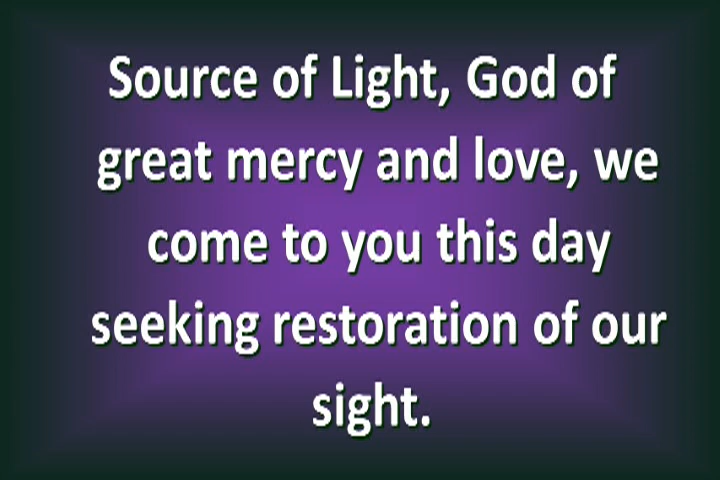 Source of Light, God of
great mercy and love, we
come to you this day
seeking restoration of our
sight.